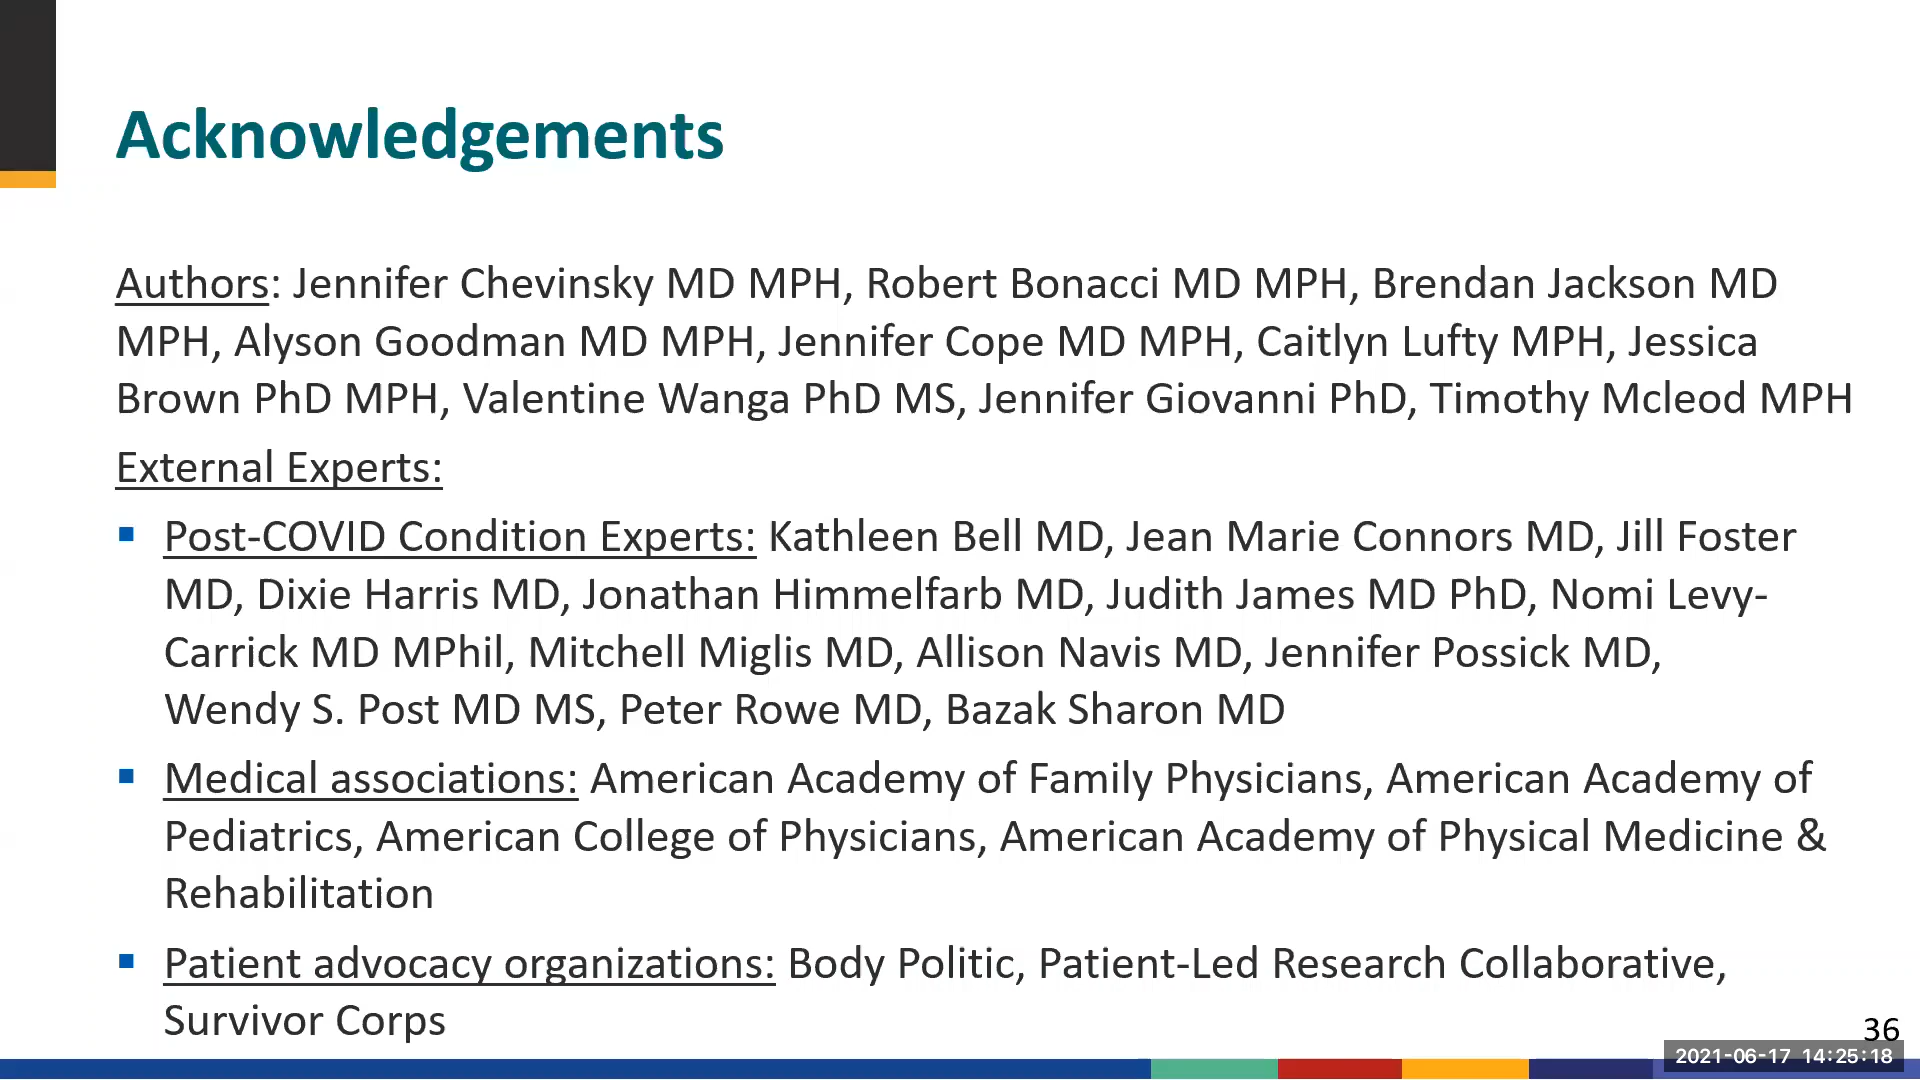 Acknowledgements
Authors: Jennifer Chevinsky MD MPH, Robert Bonacci MD MPH, Brendan Jackson MD
MPH, Alyson Goodman MD MPH, Jennifer Cope MD MPH, Caitlyn Lufty MPH, Jessica
Brown PhD MPH, Valentine Wanga PhD MS, Jennifer Giovanni PhD, Timothy Mcleod MPH
External Experts:
▪ Post-COVID Condition Experts: Kathleen Bell MD, Jean Marie Connors MD, Jill Foster
MD, Dixie Harris MD, Jonathan Himmelfarb MD, Judith James MD PhD, Nomi Levy-
Carrick MD MPhil, Mitchell Miglis MD, Allison Navis MD, Jennifer Possick MD,
Wendy S. Post MD MS, Peter Rowe MD, Bazak Sharon MD
▪ Medical associations: American Academy of Family Physicians, American Academy of
Pediatrics, American College of Physicians, American Academy of Physical Medicine &
Rehabilitation
▪ Patient advocacy organizations: Body Politic, Patient-Led Research Collaborative,
Survivor Corps
36
2021-06-17 14:25:18